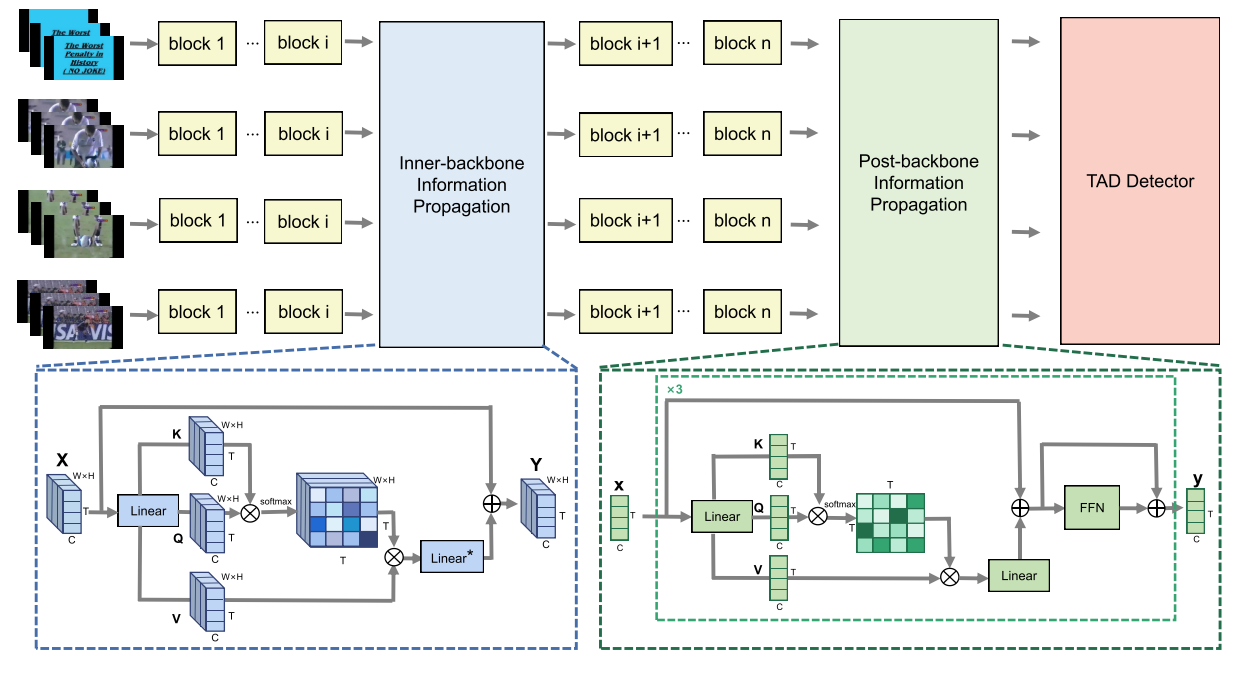 The Worst
The Worst
Penalty in
History
( NO JOKE)
block 1 ... block i
block i+1 ... block n
block 1 ... block i
block i+1 ... block n
block 1 ... block i
block i+1 ... block n
SA VIS
block 1 ... block i
block i+1 ... block n
Inner-backbone
Information
Propagation
Post-backbone
Information
Propagation
TAD Detector
X
W×H
T
C
Linear
K
W×H
T
C
Q
W×H
T
C
V
W×H
T
C
softmax
W×H
T
T
Linear*
Y
W×H
T
C
×3
x
T
C
Linear
K
T
C
Q
T
C
V
T
C
softmax
T
T
Linear
FFN
y
T
C